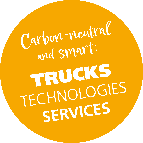 Carbon-neutral
and smart:
TRUCKS
TECHNOLOGIES
SERVICES